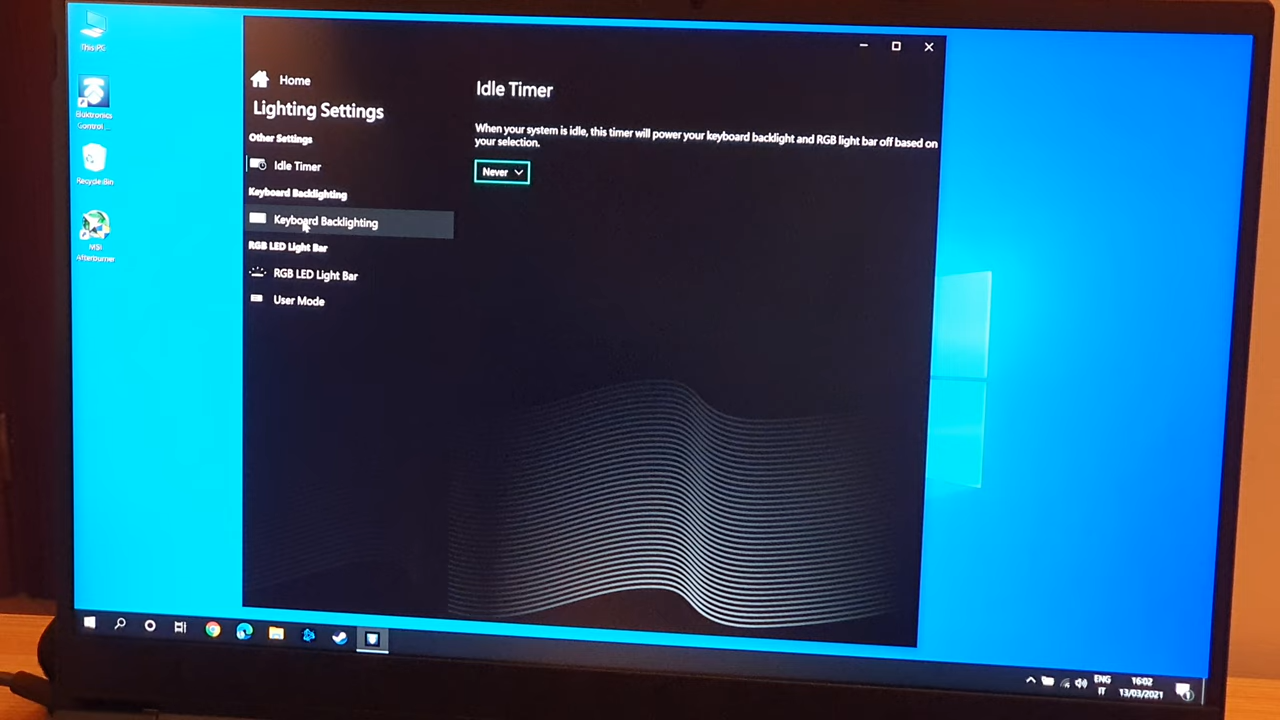 This PC
Elektronics
Control ...
Recycle Bin
MSI
Afterburner
Home
Lighting Settings
Other Settings
Idle Timer
Keyboard Backlighting
Keyboard Backlighting
RGB LED Light Bar
RGB LED Light Bar
User Mode
Idle Timer
When your system is idle, this timer will power your keyboard backlight and RGB light bar off based on
your selection.
Never
ENG
IT
16:02
13/03/2021